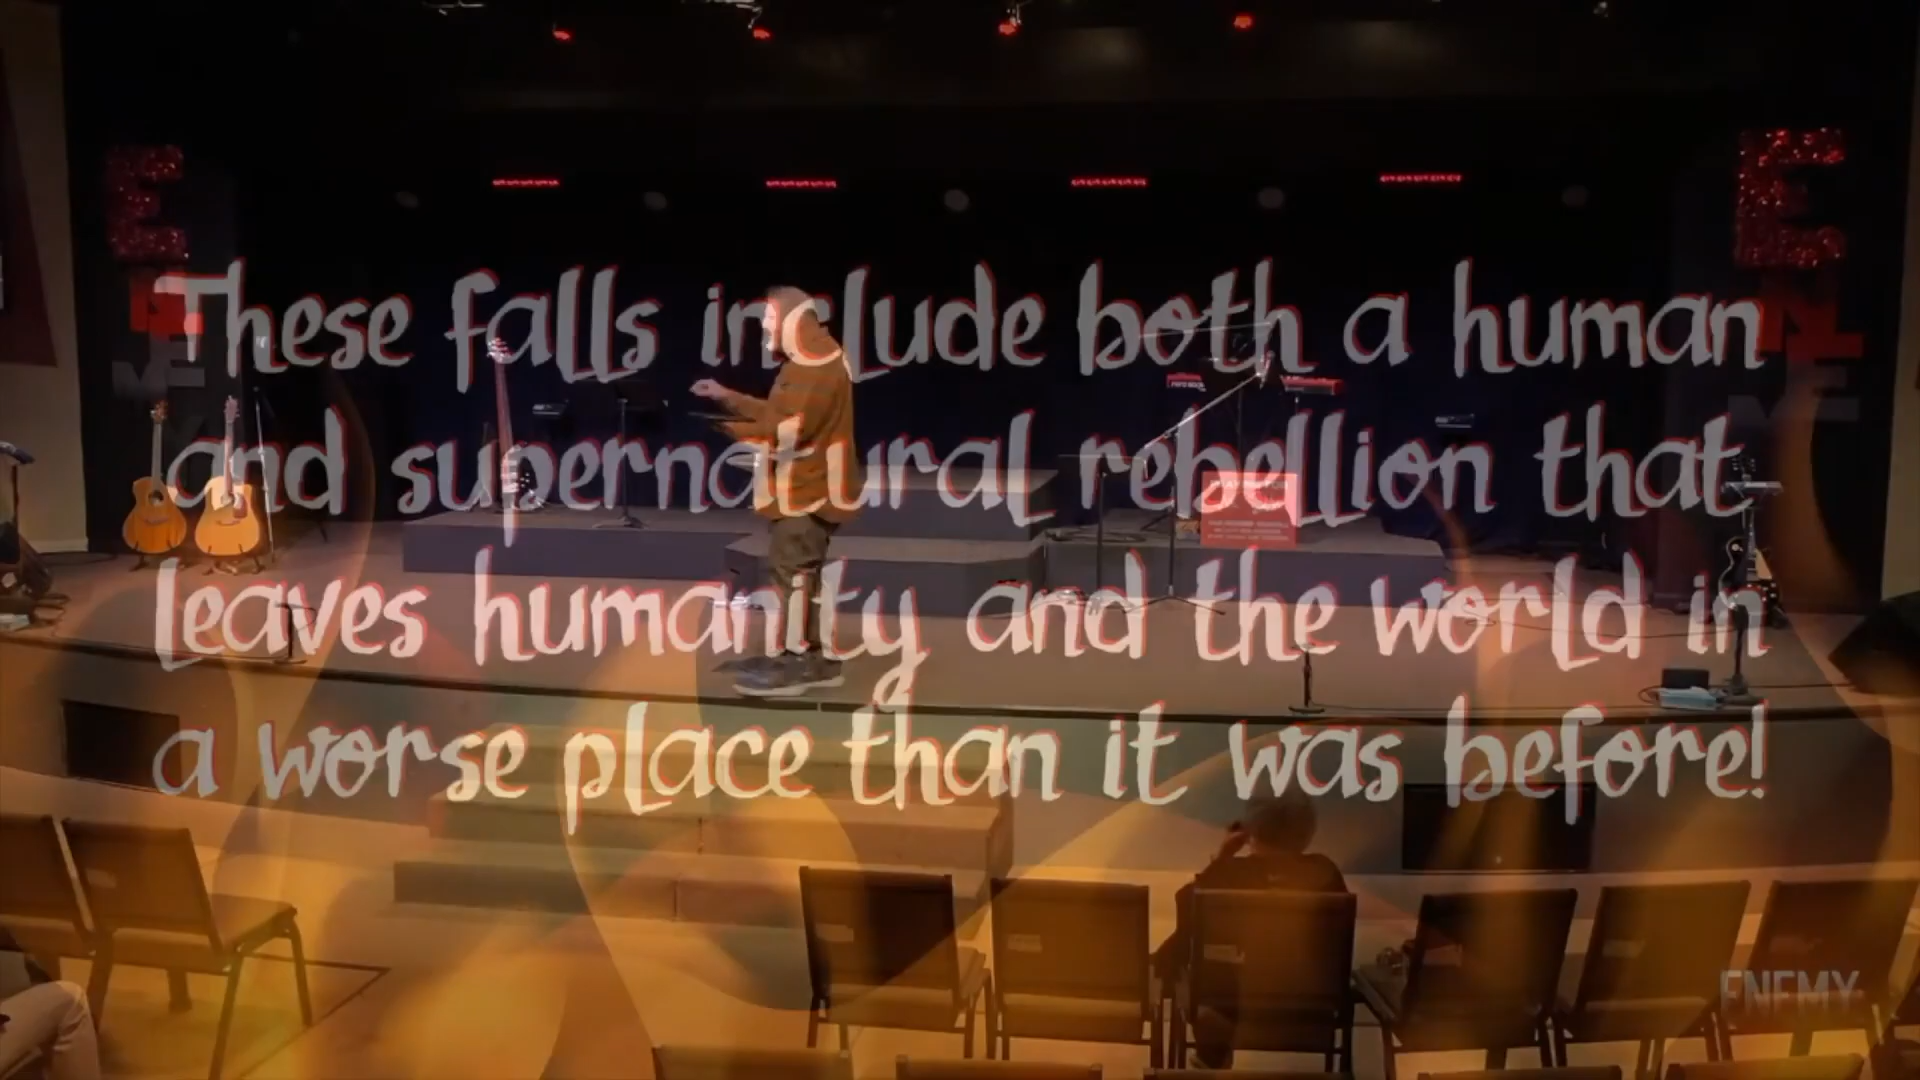 These falls include both a human
and supernatural rebellion that
leaves humanity and the world in
a worse place than it was before!
ENEMY